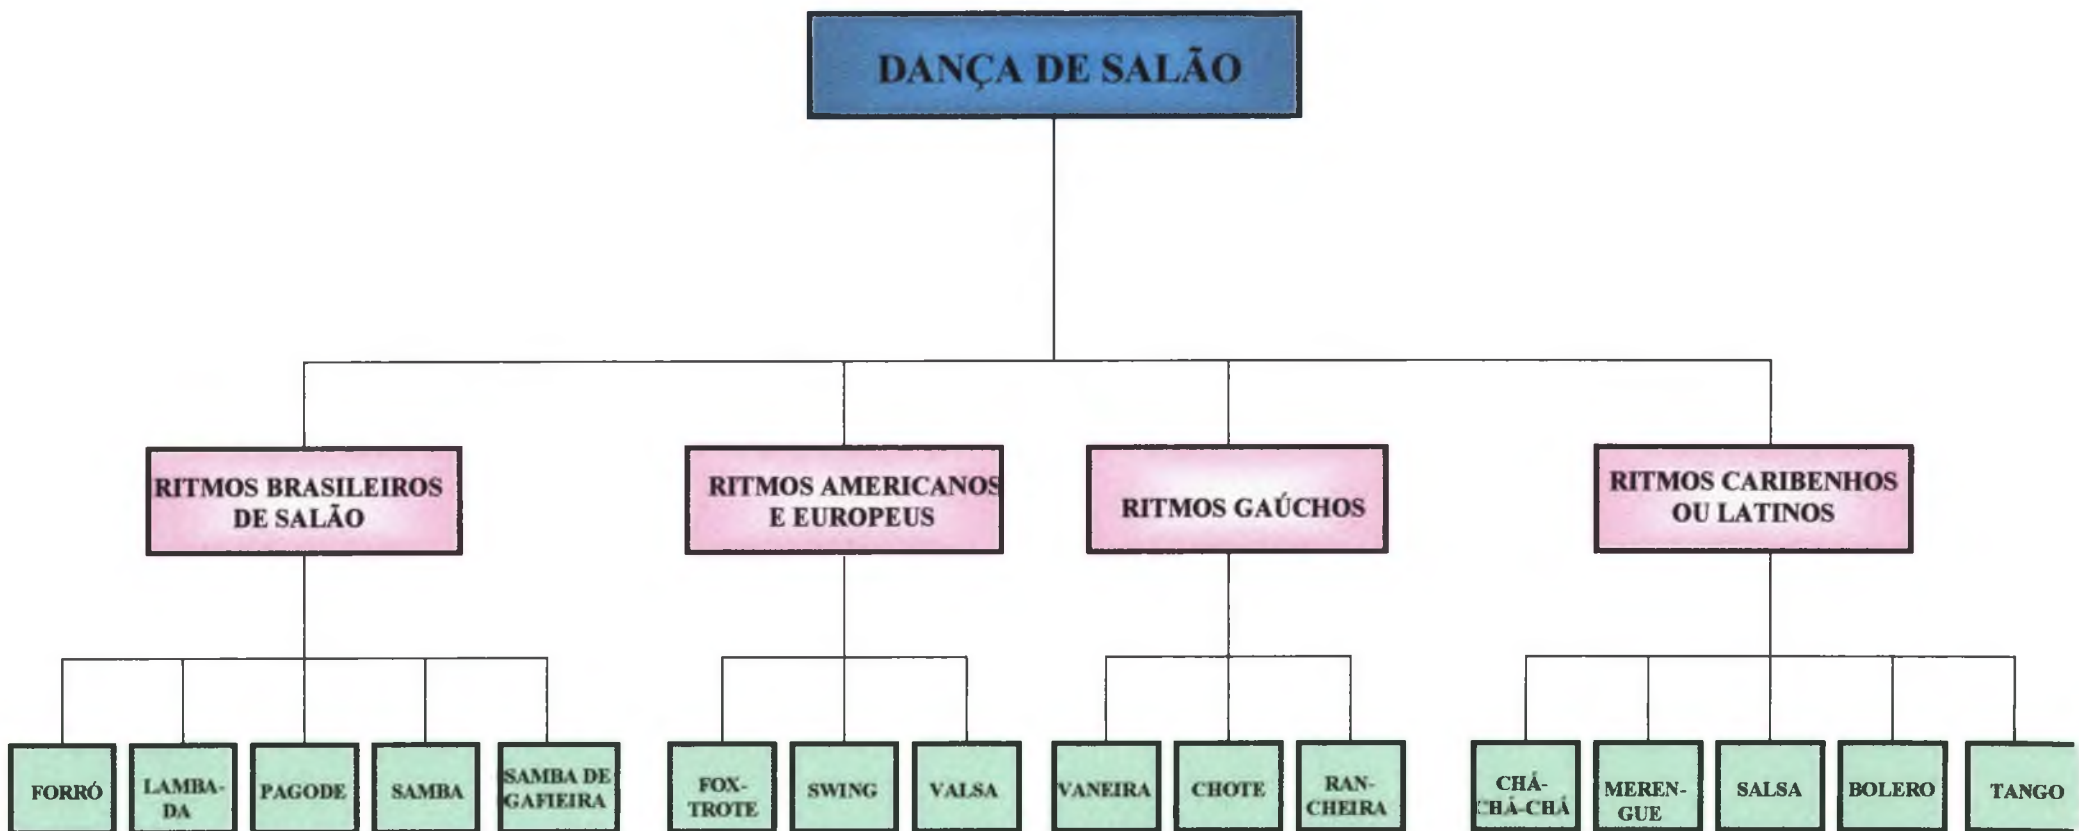 DANÇA DE SALÃO
RITMOS BRASILEIROS
DE SALÃO
RITMOS AMERICANOS
E EUROPEUS
RITMOS GAÚCHOS
RITMOS CARIBENHOS
OU LATINOS
FORRÓ
LAMBA-
DA
PAGODE
SAMBA
SAMBA DE
GAFIEIRA
FOX-
TROTE
SWING
VALSA
VANEIRA
CHOTE
RAN-
CHEIRA
CHÁ-
CHÁ-CHÁ
MEREN-
GUE
SALSA
BOLERO
TANGO